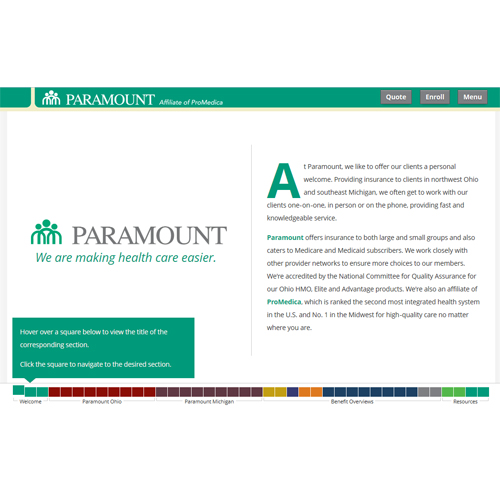 PARAMOUNT Affiliate of ProMedica
Quote
Enroll
Menu
PARAMOUNT
We are making health care easier.
At Paramount, we like to offer our clients a personal
welcome. Providing insurance to clients in northwest Ohio
and southeast Michigan, we often get to work with our
clients one-on-one, in person or on the phone, providing fast and
knowledgeable service.
Paramount offers insurance to both large and small groups and also
caters to Medicare and Medicaid subscribers. We work closely with
other provider networks to ensure more choices to our members.
We're accredited by the National Committee for Quality Assurance for
our Ohio HMO, Elite and Advantage products. We're also an affiliate of
ProMedica, which is ranked the second most integrated health system
in the U.S. and No. 1 in the Midwest for high-quality care no matter
where you are.
Hover over a square below to view the title of the
corresponding section.
Click the square to navigate to the desired section.
Welcome
Paramount Ohio
Paramount Michigan
Benefit Overviews
Resources